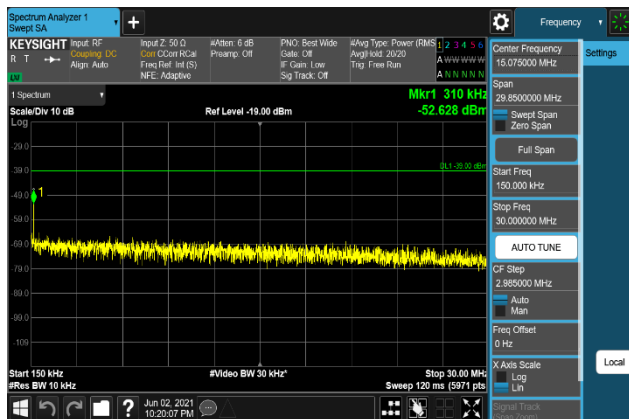 Spectrum Analyzer 1
Swept SA
Frequency
KEYSIGHT
R T
Input: RF
Coupling: DC
Align: Auto
Input Z: 50 Ω
Corr CCorr RCal
Freq Ref: Int (S)
NFE: Adaptive
#Atten: 6 dB
Preamp: Off
PNO: Best Wide
Gate: Off
IF Gain: Low
Sig Track: Off
#Avg Type: Power (RMS
Avg|Hold: 20/20
Trig: Free Run
1 2 3 4 5 6
A W W W W W
A N N N N N
Center Frequency
15.075000 MHz
Settings
Span
29.8500000 MHz
Swept Span
Zero Span
Full Span
Start Freq
150.000 kHz
Stop Freq
30.000000 MHz
AUTO TUNE
CF Step
2.985000 MHz
Auto
Man
Freq Offset
0 Hz
X Axis Scale
Log
Lin
Local
Signal Track
(Span Zoom)
LXI
1 Spectrum
Scale/Div 10 dB
Ref Level -19.00 dBm
Mkr1 310 kHz
-52.628 dBm
Log
-29.0
-39.0
DL1 -39.00 dBm
-49.0
1
-59.0
-69.0
-79.0
-89.0
-99.0
-109
Start 150 kHz
#Video BW 30 kHz*
Stop 30.00 MHz
#Res BW 10 kHz
Sweep 120 ms (5971 pts)
?
Jun 02, 2021
10:20:07 PM